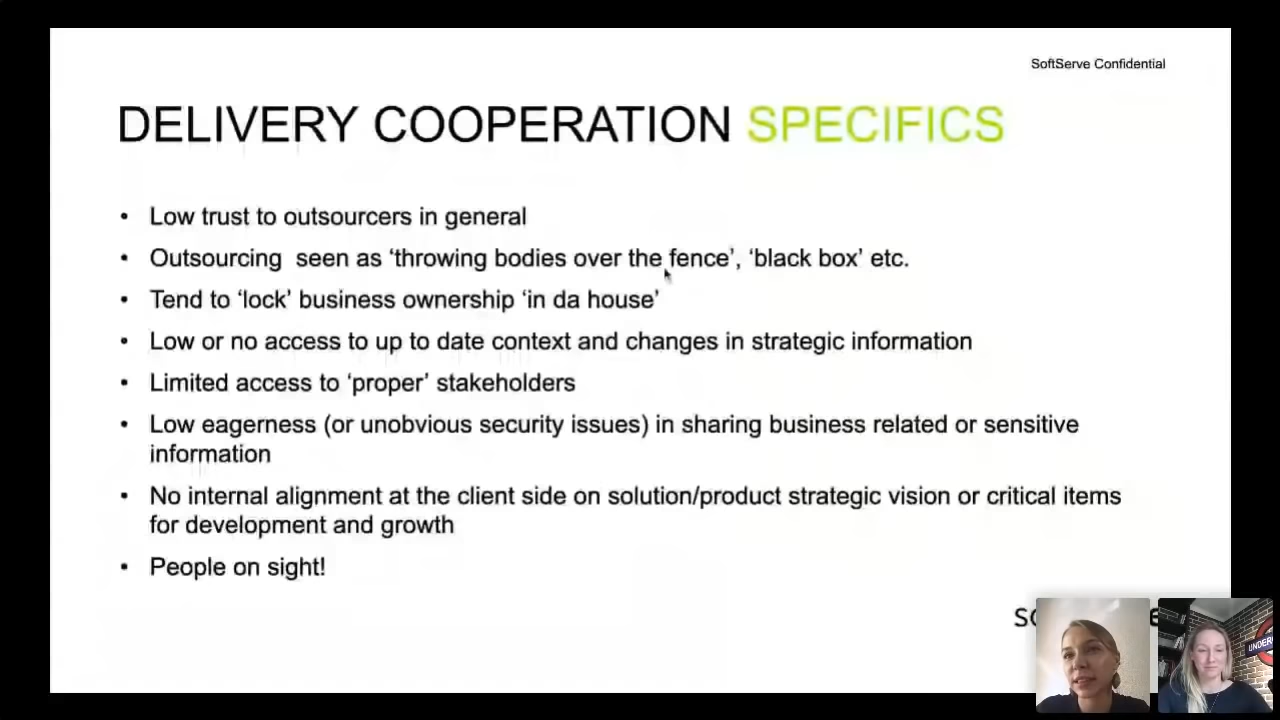 SoftServe Confidential
DELIVERY COOPERATION SPECIFICS
• Low trust to outsourcers in general
• Outsourcing seen as ‘throwing bodies over the fence’, ‘black box’ etc.
• Tend to ‘lock’ business ownership ‘in da house’
• Low or no access to up to date context and changes in strategic information
• Limited access to ‘proper’ stakeholders
• Low eagerness (or unobvious security issues) in sharing business related or sensitive
information
• No internal alignment at the client side on solution/product strategic vision or critical items
for development and growth
• People on sight!